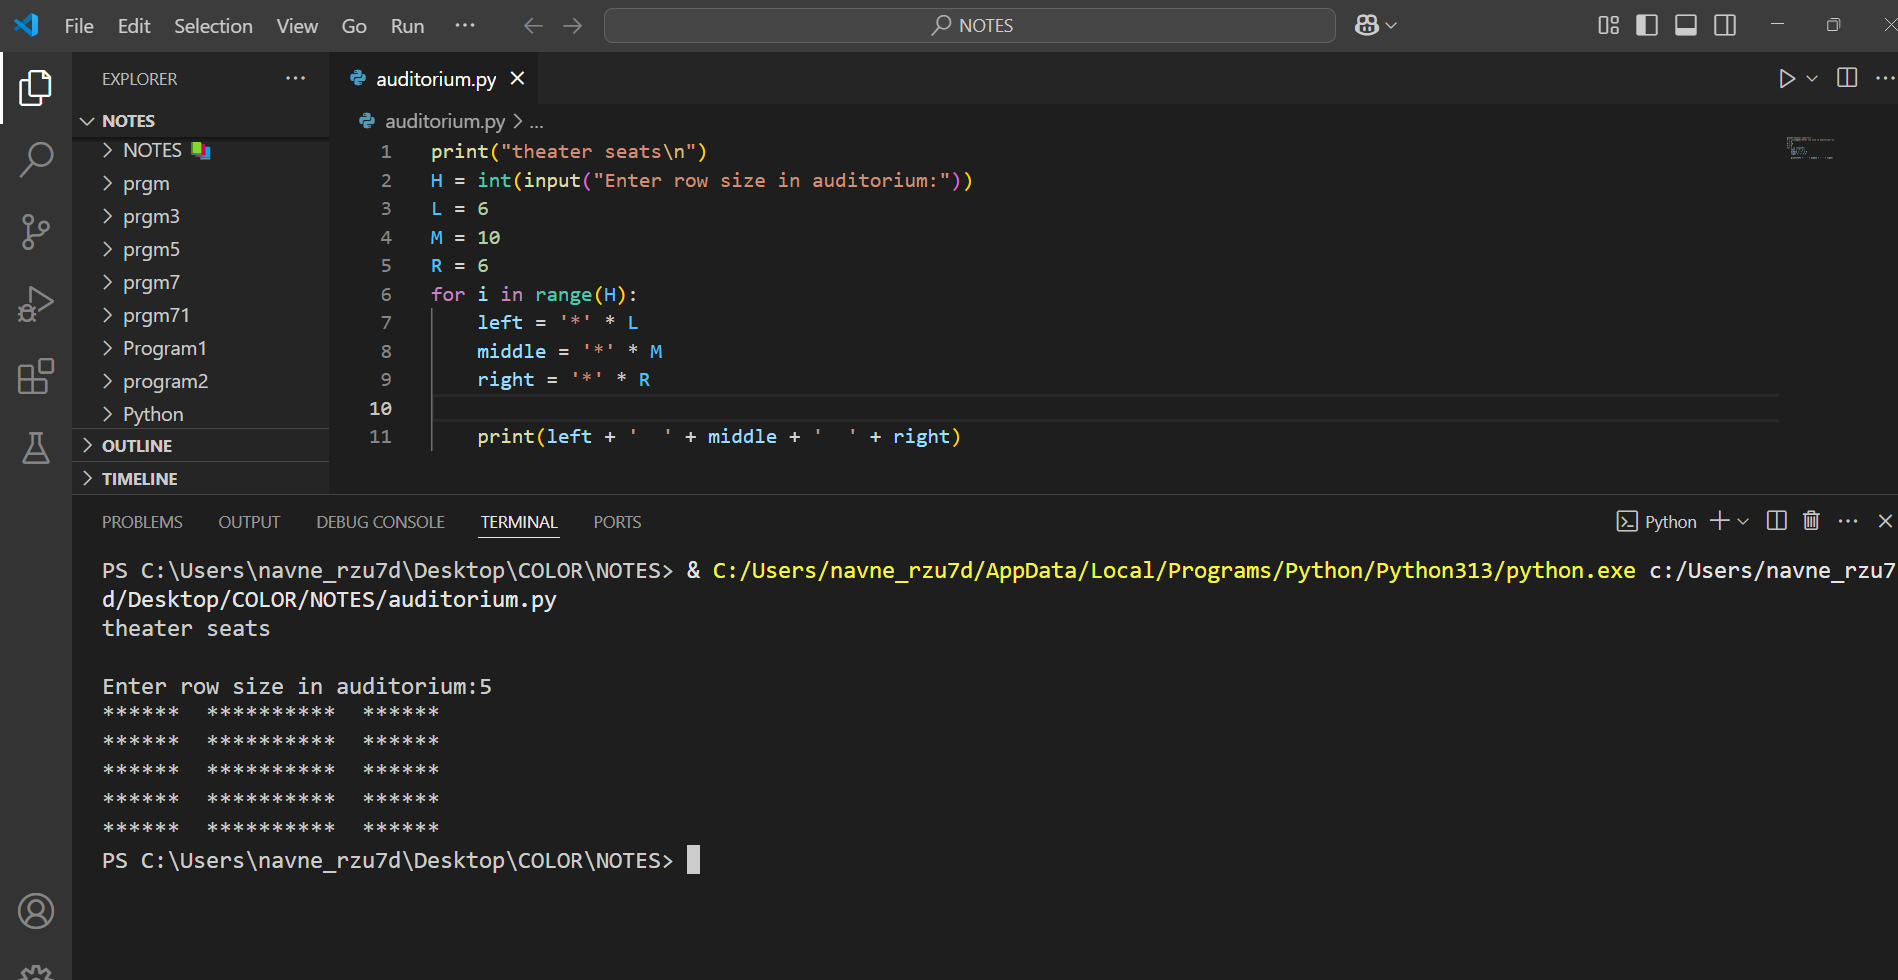 File Edit Selection View Go Run ··· NOTES
EXPLORER ···
NOTES
NOTES
prgm
prgm3
prgm5
prgm7
prgm71
Program1
program2
Python
OUTLINE
TIMELINE
auditorium.py
auditorium.py > ...
1 print("theater seats\n")
2 H = int(input("Enter row size in auditorium:"))
3 L = 6
4 M = 10
5 R = 6
6 for i in range(H):
7     left = '*' * L
8     middle = '*' * M
9     right = '*' * R
10
11     print(left + '  ' + middle + '  ' + right)
PROBLEMS OUTPUT DEBUG CONSOLE TERMINAL PORTS
Python
PS C:\Users\navne_rzu7d\Desktop\COLOR\NOTES> & C:/Users/navne_rzu7d/AppData/Local/Programs/Python/Python313/python.exe c:/Users/navne_rzu7
d/Desktop/COLOR/NOTES/auditorium.py
theater seats
Enter row size in auditorium:5
******  **********  ******
******  **********  ******
******  **********  ******
******  **********  ******
******  **********  ******
PS C:\Users\navne_rzu7d\Desktop\COLOR\NOTES>